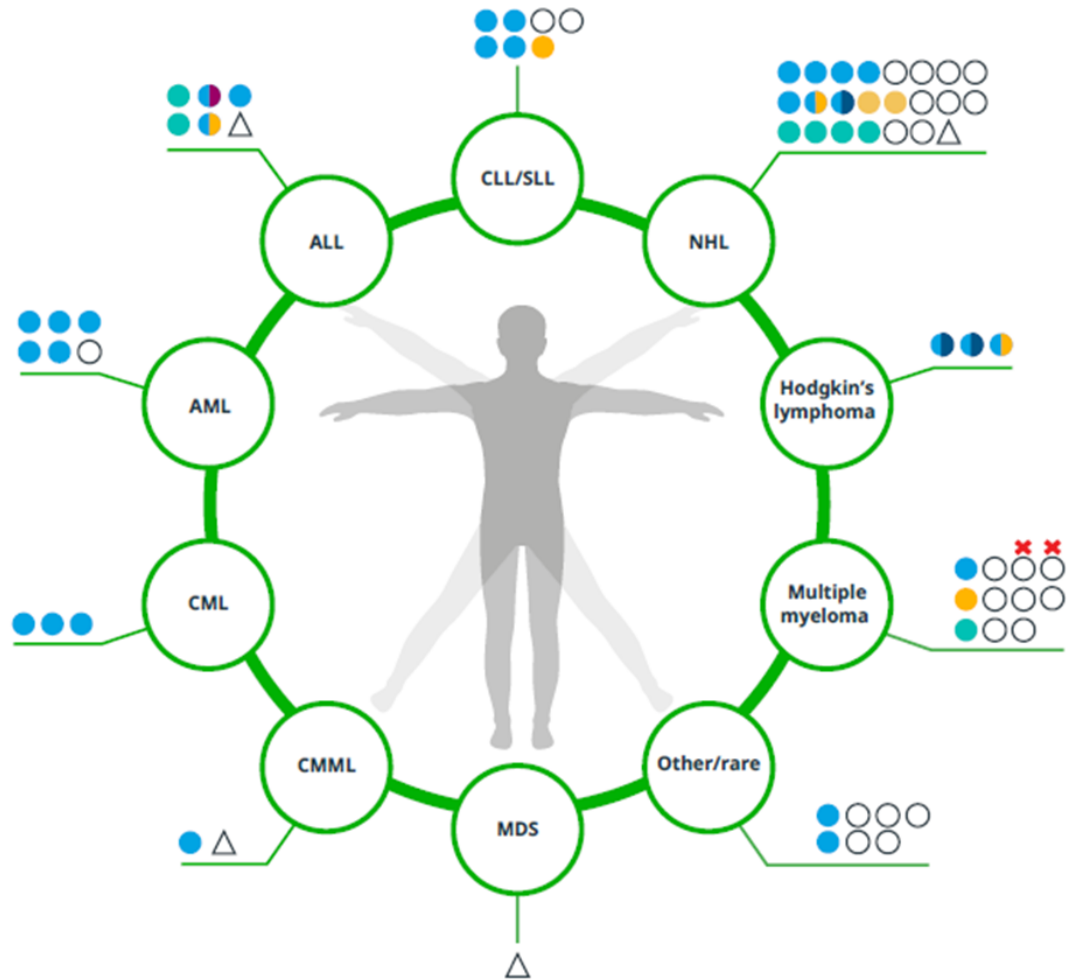 CLL/SLL
ALL
NHL
AML
Hodgkin's
lymphoma
CML
Multiple
myeloma
CMML
Other/rare
MDS